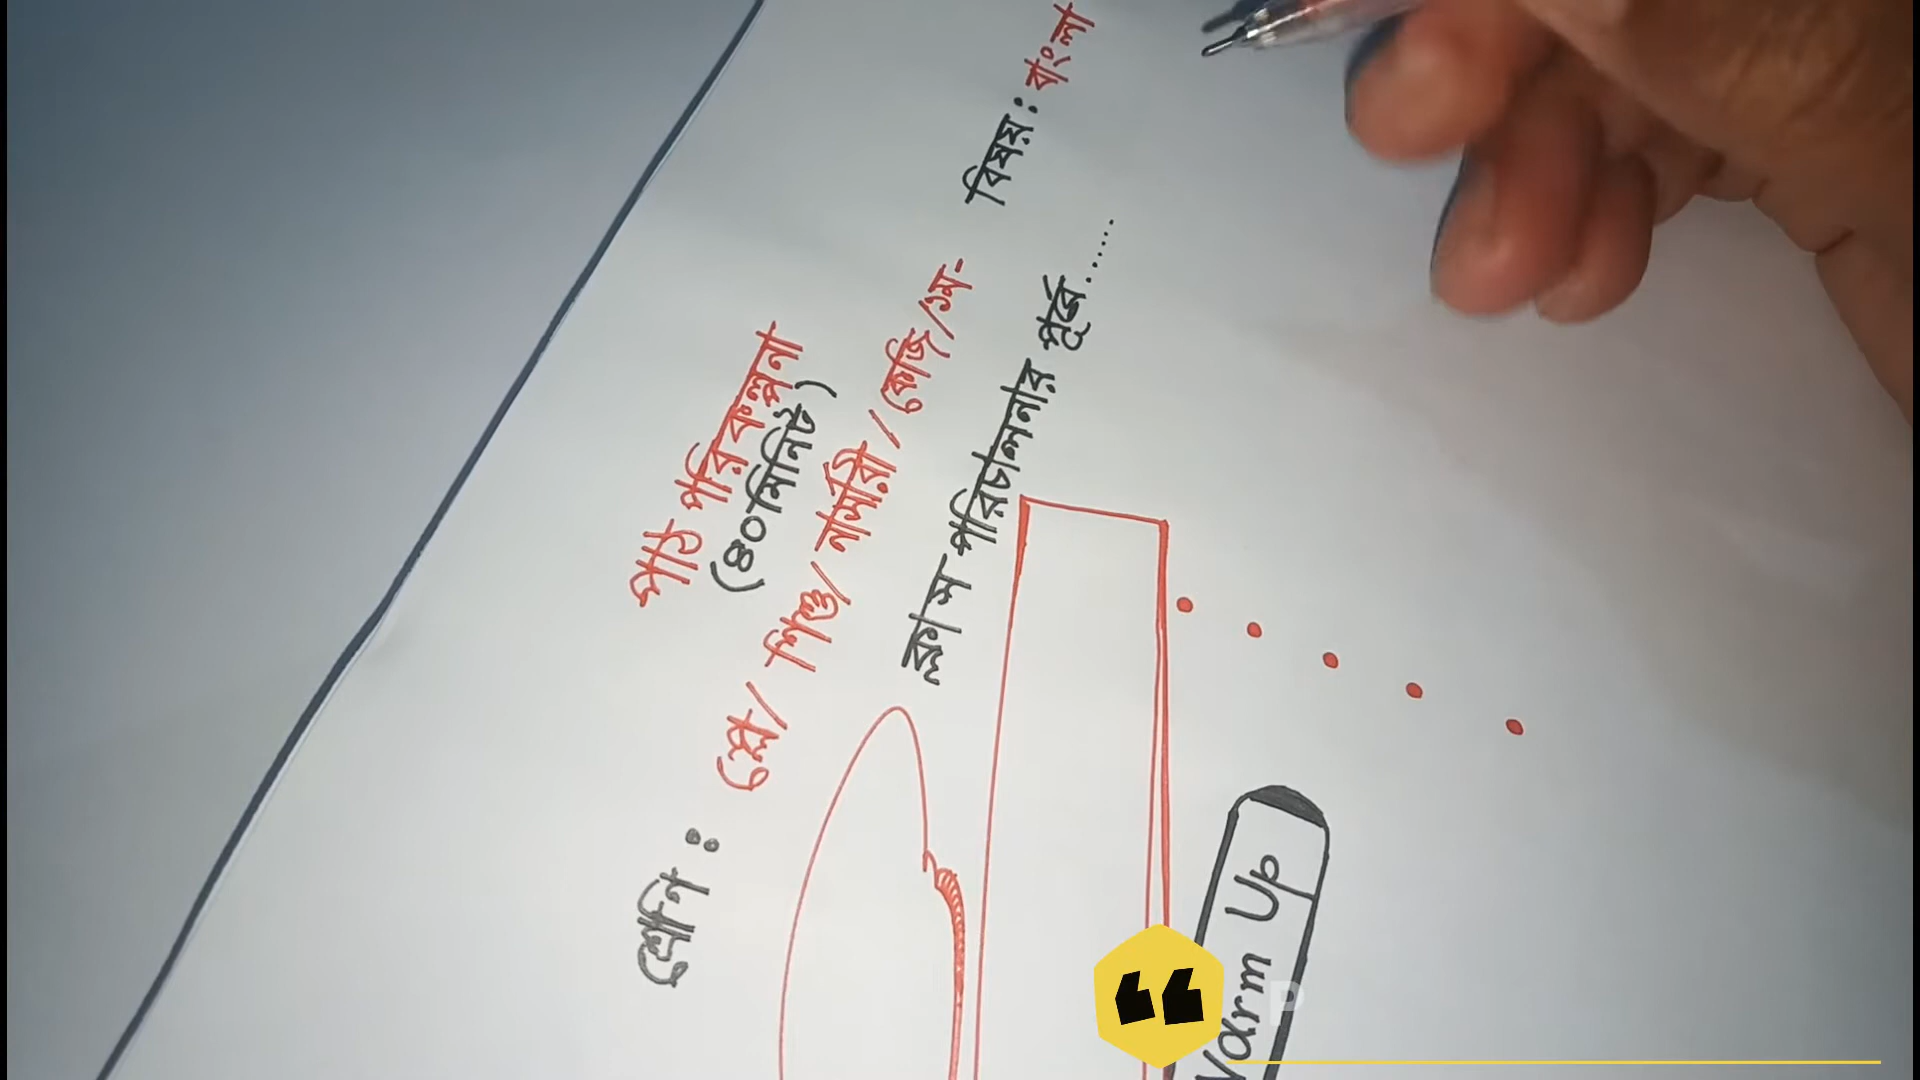 পাঠ পরিকল্পনা
(৪০মিনিট)
শ্রেণি : প্লে/ শিশু/ নার্সারী/কেজি/১ম- বিষয়: বাংলা
ক্লাস পরিচালনার পূর্বে......
Warm Up
P